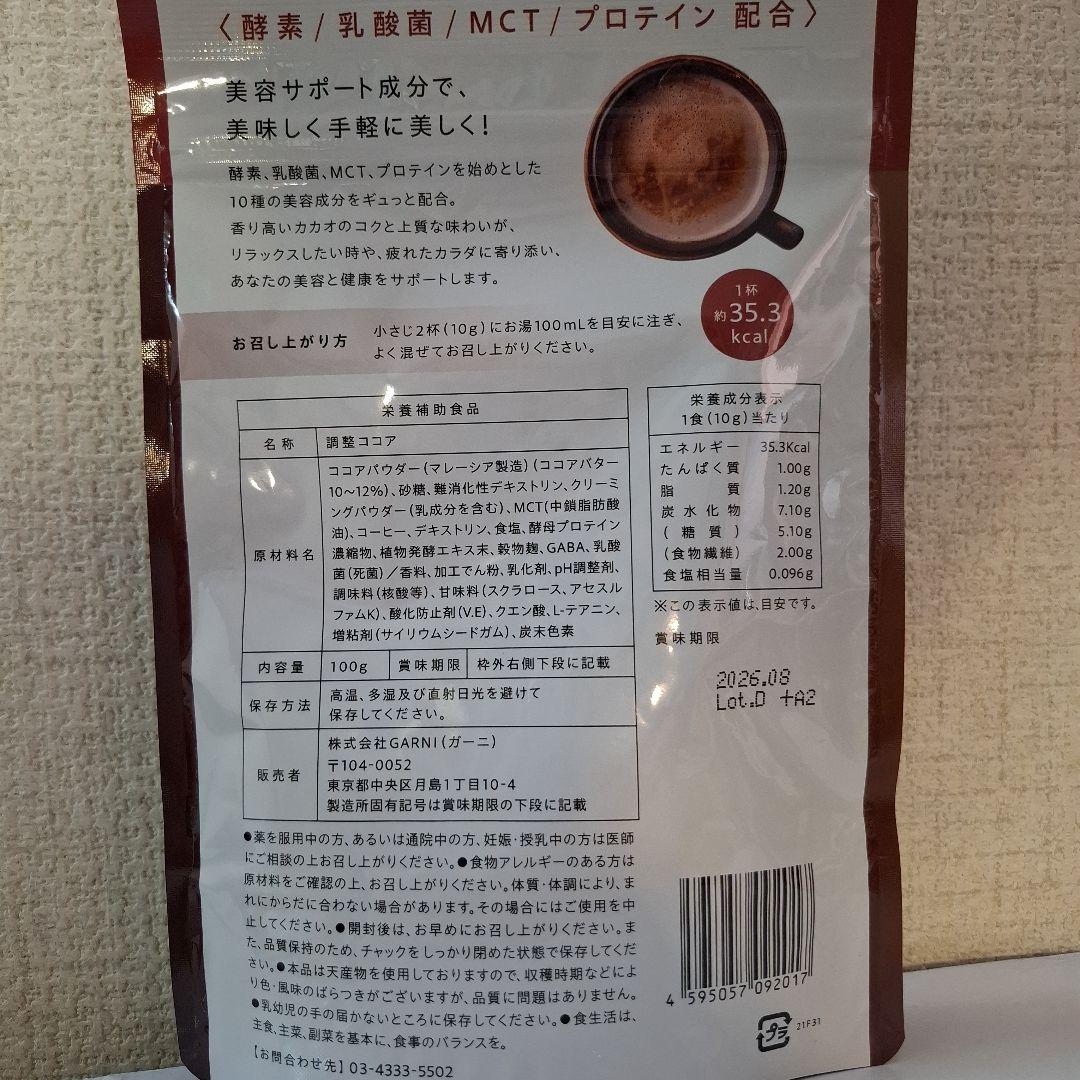 〈酵素/乳酸菌/MCT/プロテイン 配合〉
美容サポート成分で、
美味しく手軽に美しく!
酵素、乳酸菌、MCT、プロテインを始めとした
10種の美容成分をギュっと配合。
香り高いカカオのコクと上質な味わいが、
リラックスしたい時や、疲れたカラダに寄り添い、
あなたの美容と健康をサポートします。
1杯
約35.3
kcal
お召し上がり方
小さじ2杯(10g)にお湯100mLを目安に注ぎ、
よく混ぜてお召し上がりください。
栄養補助食品
名称 調整ココア
原材料名
ココアパウダー(マレーシア製造)(ココアバター
10〜12%)、砂糖、難消化性デキストリン、クリーミ
ングパウダー(乳成分を含む)、MCT(中鎖脂肪酸
油)、コーヒー、デキストリン、食塩、酵母プロテイン
濃縮物、植物発酵エキス末、穀物麹、GABA、乳酸
菌(死菌)/香料、加工でん粉、乳化剤、pH調整剤、
調味料(核酸等)、甘味料(スクラロース、アセスル
ファムK)、酸化防止剤(V.E)、クエン酸、L-テアニン、
増粘剤(サイリウムシードガム)、炭末色素
内容量 100g 賞味期限 枠外右側下段に記載
保存方法
高温、多湿及び直射日光を避けて
保存してください。
販売者
株式会社GARNI(ガーニ)
〒104-0052
東京都中央区月島1丁目10-4
製造所固有記号は賞味期限の下段に記載
栄養成分表示
1食(10g)当たり
エネルギー 35.3Kcal
たんぱく質 1.00g
脂質 1.20g
炭水化物 7.10g
(糖質) 5.10g
(食物繊維) 2.00g
食塩相当量 0.096g
※この表示値は、目安です。
賞味期限
2026.08
Lot.D +A2
●薬を服用中の方、あるいは通院中の方、妊娠・授乳中の方は医師
にご相談の上お召し上がりください。●食物アレルギーのある方は
原材料をご確認の上、お召し上がりください。体質・体調により、ま
れにからだに合わない場合があります。その場合にはご使用を中
止してください。●開封後は、お早めにお召し上がりください。ま
た、品質保持のため、チャックをしっかり閉めた状態で保存してくだ
さい。●本品は天産物を使用しておりますので、収穫時期などによ
り色・風味のばらつきがございますが、品質に問題はありません。
●乳幼児の手の届かないところに保存してください。●食生活は、
主食、主菜、副菜を基本に、食事のバランスを。
【お問合わせ先】03-4333-5502
4 595057 092017
プラ
21F31